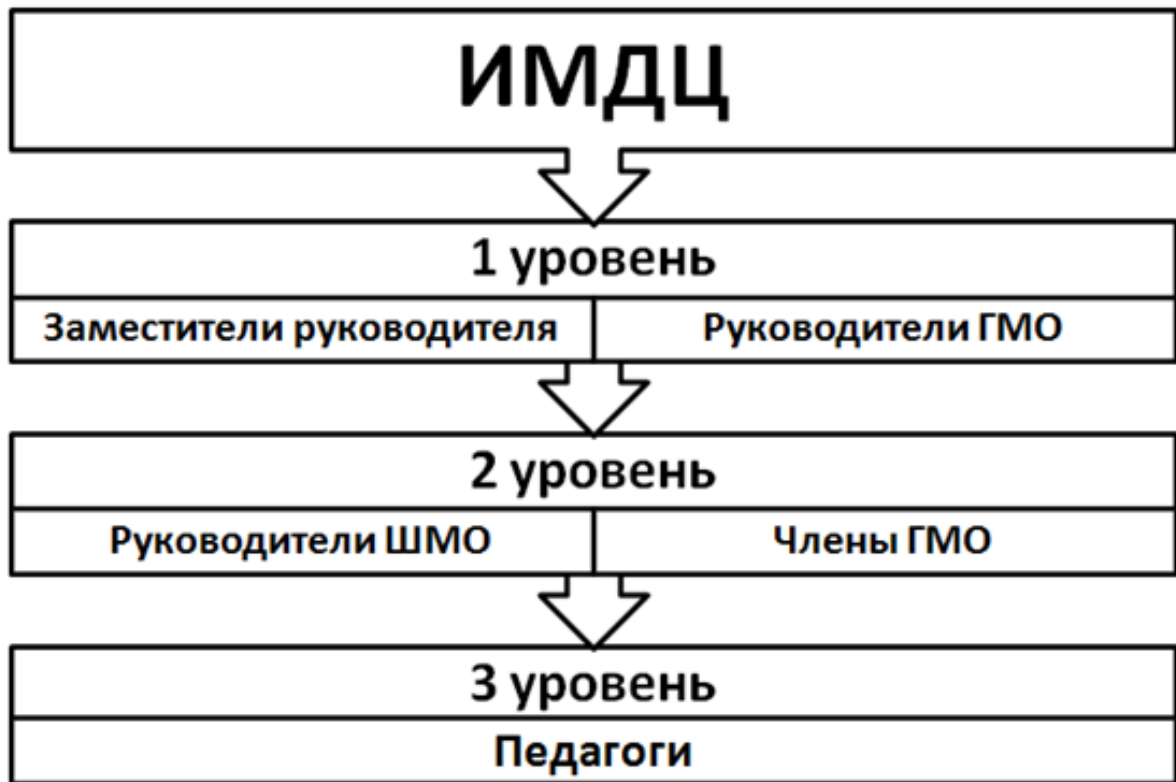 ИМДЦ
1 уровень
Заместители руководителя
Руководители ГМО
2 уровень
Руководители ШМО
Члены ГМО
3 уровень
Педагоги